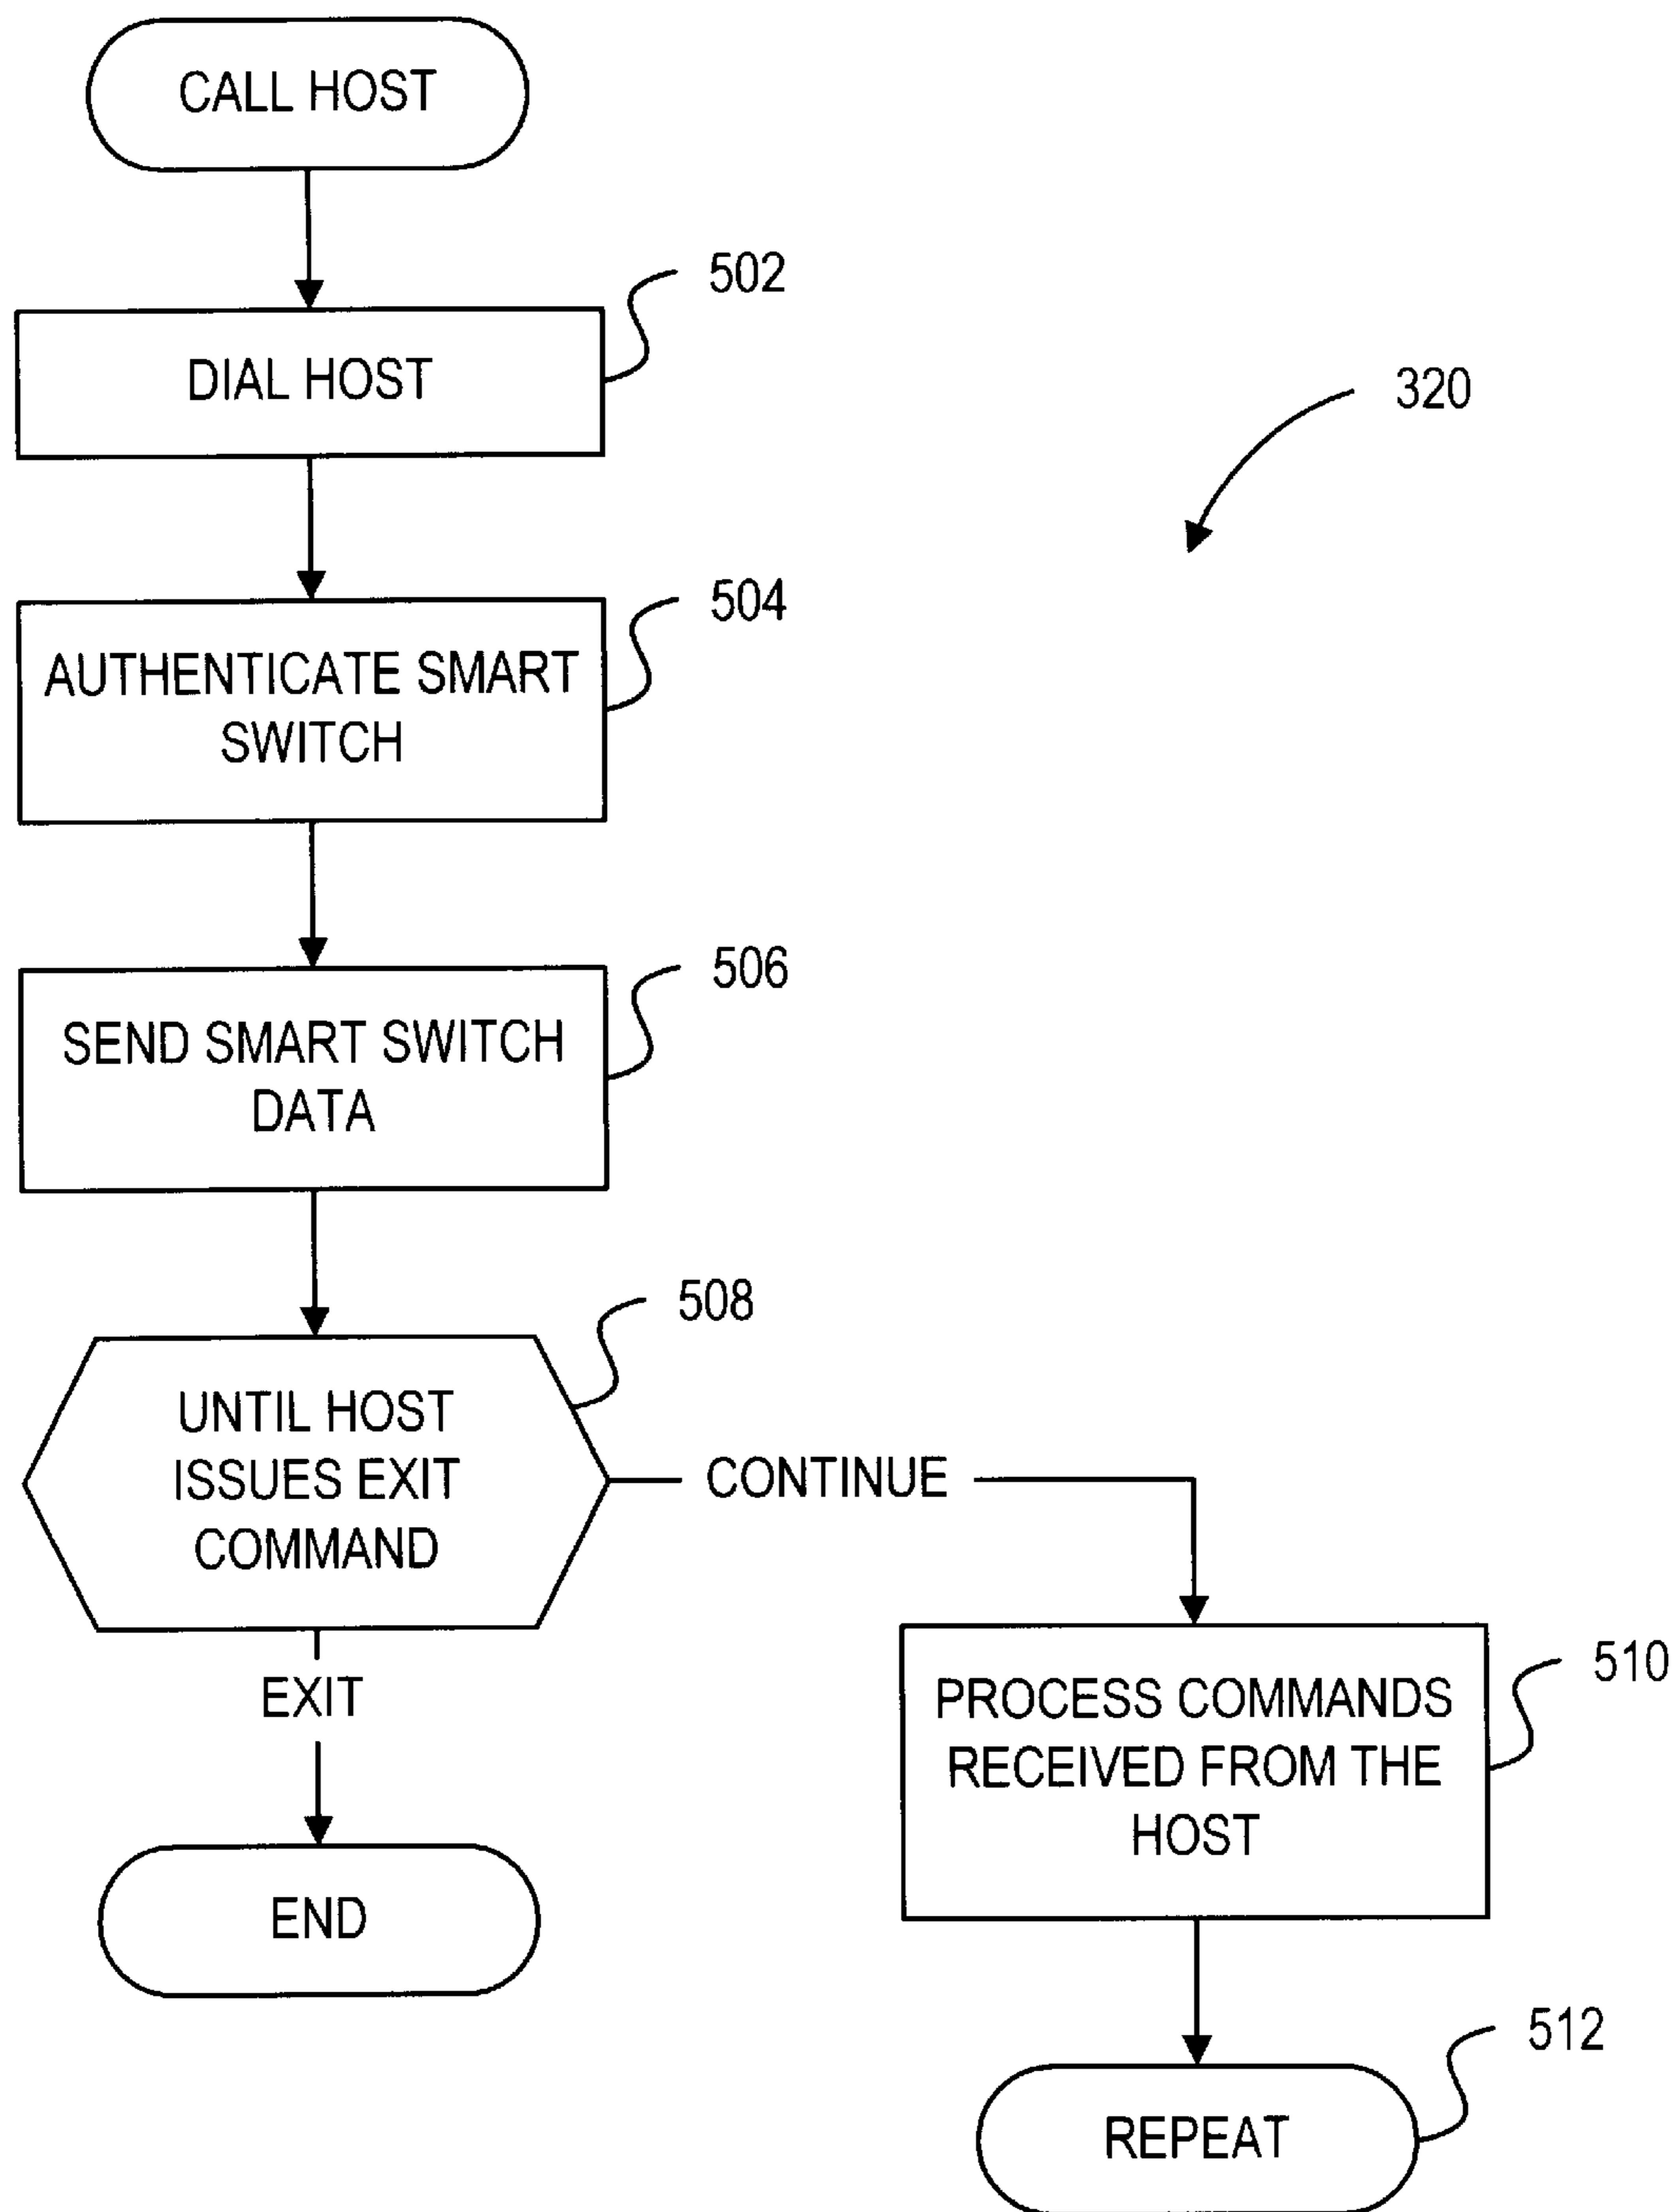 CALL HOST
502
DIAL HOST
320
504
AUTHENTICATE SMART
SWITCH
506
SEND SMART SWITCH
DATA
508
UNTIL HOST
ISSUES EXIT
COMMAND
CONTINUE
EXIT
510
PROCESS COMMANDS
RECEIVED FROM THE
HOST
END
512
REPEAT